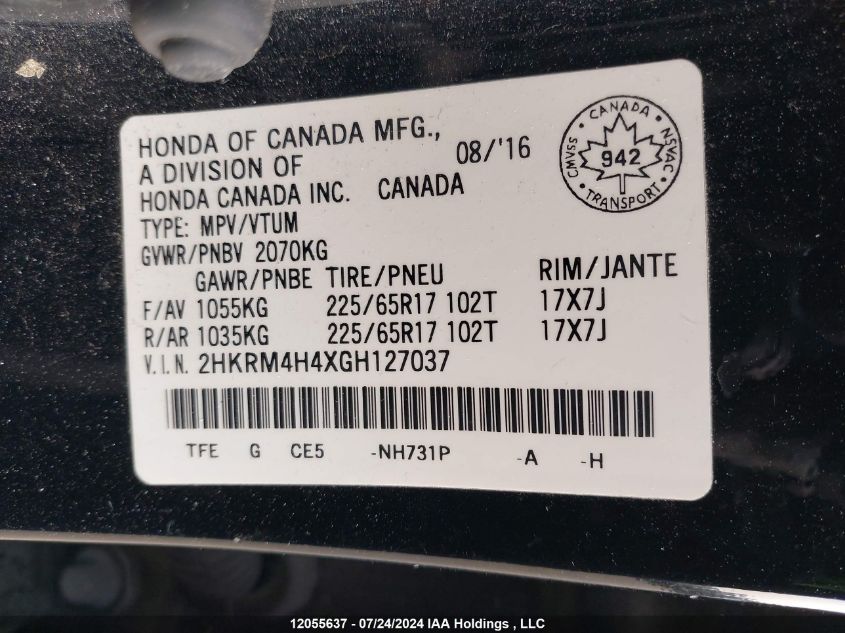 HONDA OF CANADA MFG.,
A DIVISION OF
HONDA CANADA INC. CANADA
08/'16
CANADA
CMVSS 942 NSVAC
TRANSPORT
TYPE: MPV/VTUM
GVWR/PNBV 2070KG
GAWR/PNBE TIRE/PNEU RIM/JANTE
F/AV 1055KG 225/65R17 102T 17X7J
R/AR 1035KG 225/65R17 102T 17X7J
V.I.N. 2HKRM4H4XGH127037
TFE G CE5 -NH731P -A -H
12055637 - 07/24/2024 IAA Holdings , LLC